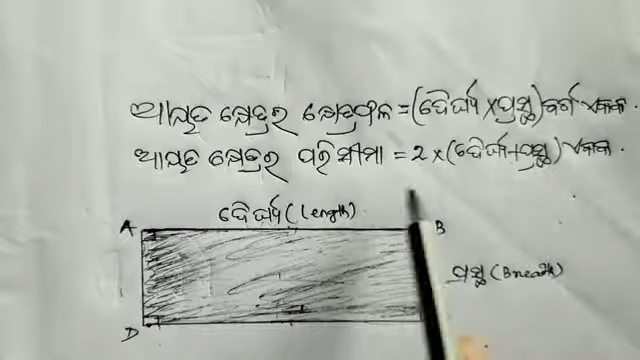 ଆୟତ କ୍ଷେତ୍ରର କ୍ଷେତ୍ରଫଳ = (ଦୈର୍ଘ୍ୟ × ପ୍ରସ୍ଥ) ବର୍ଗ ଏକକ.
ଆୟତ କ୍ଷେତ୍ରର ପରିସୀମା = 2 × (ଦୈର୍ଘ୍ୟ + ପ୍ରସ୍ଥ) ଏକକ.
ଦୈର୍ଘ୍ୟ (Length)
A B
ପ୍ରସ୍ଥ (Breadth)
D